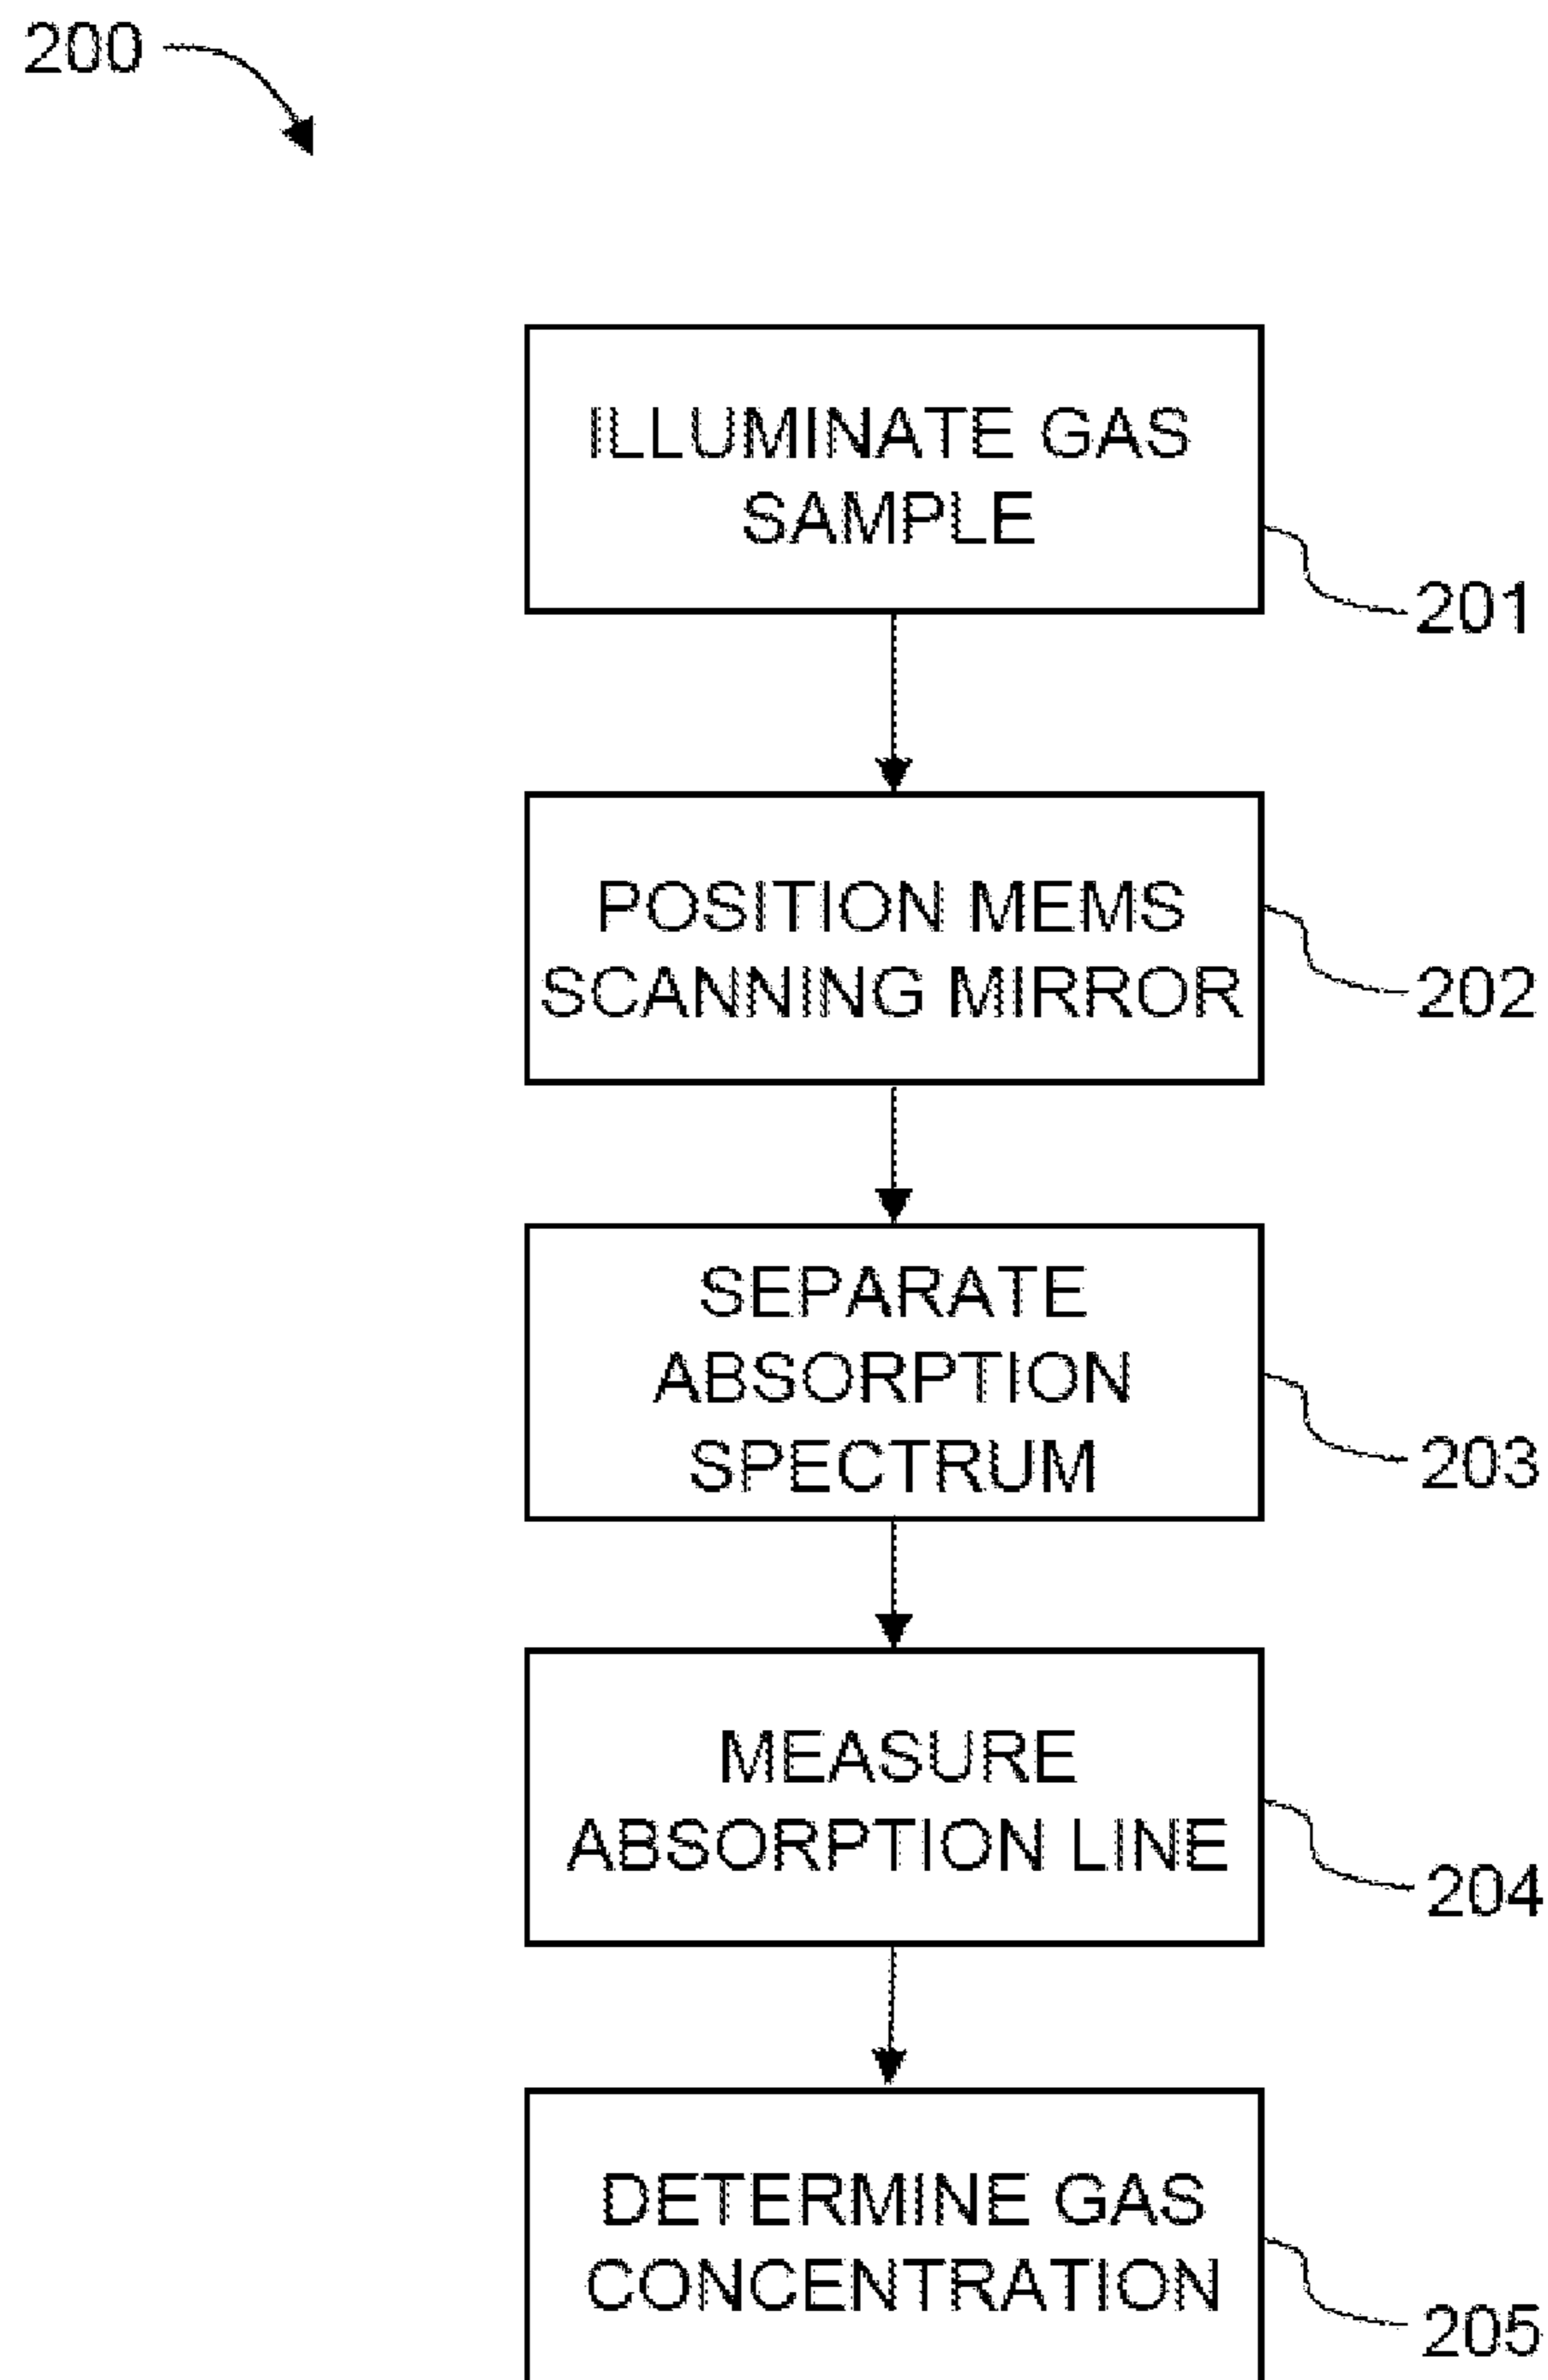 200
ILLUMINATE GAS
SAMPLE
201
POSITION MEMS
SCANNING MIRROR
202
SEPARATE
ABSORPTION
SPECTRUM
203
MEASURE
ABSORPTION LINE
204
DETERMINE GAS
CONCENTRATION
205